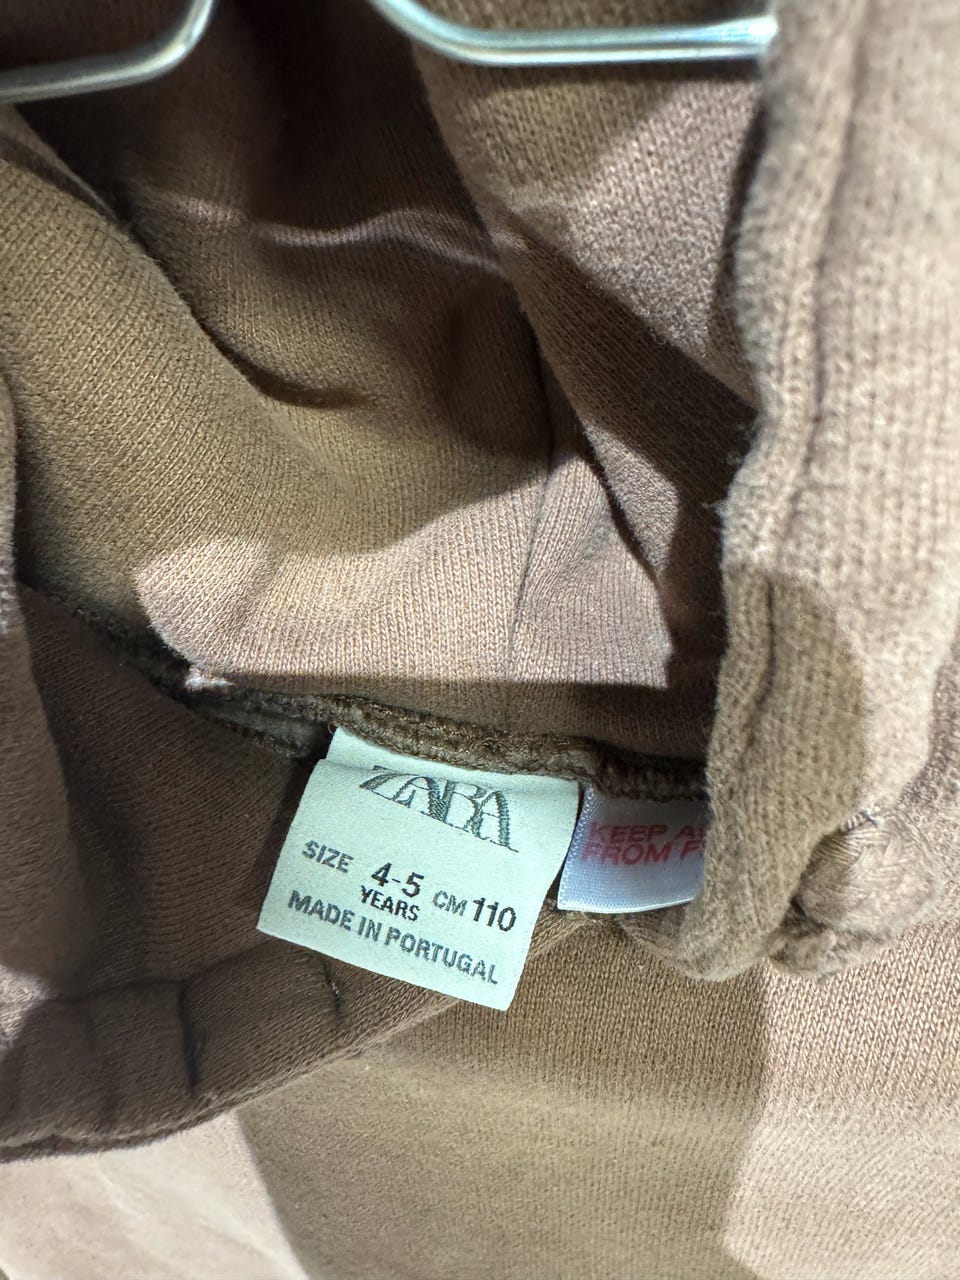 ZARA
SIZE 4-5 CM 110
YEARS
MADE IN PORTUGAL
KEEP
FROM